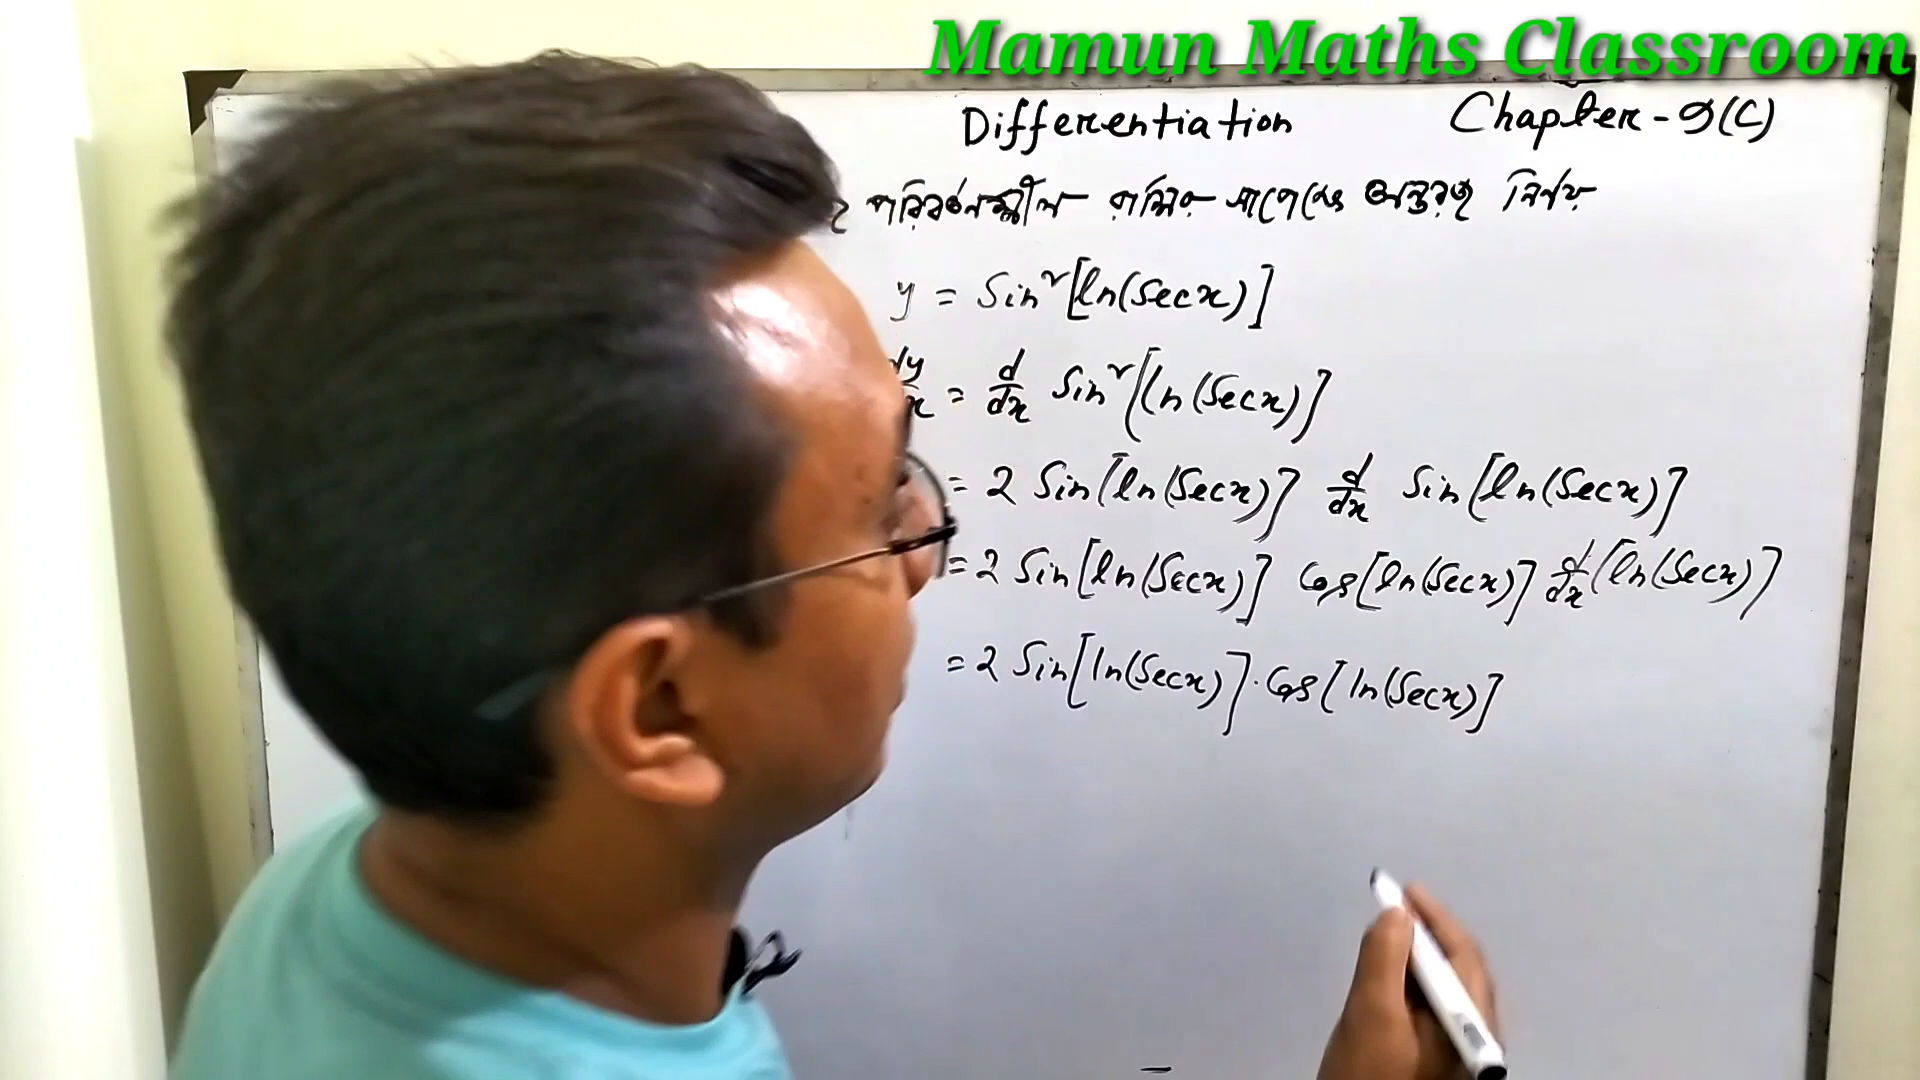 Mamun Maths Classroom
Differentiation Chapter-9(C)
পরিবর্তনশীল রাশির সাপেক্ষে অন্তরজ নির্ণয়
y = Sin²[ln(Secx)]
dy/dx = d/dx Sin²[ln(Secx)]
= 2 Sin[ln(Secx)] d/dx Sin[ln(Secx)]
= 2 Sin[ln(Secx)] Cos[ln(Secx)] d/dx [ln(Secx)]
= 2 Sin[ln(Secx)]. Cos[ln(Secx)]